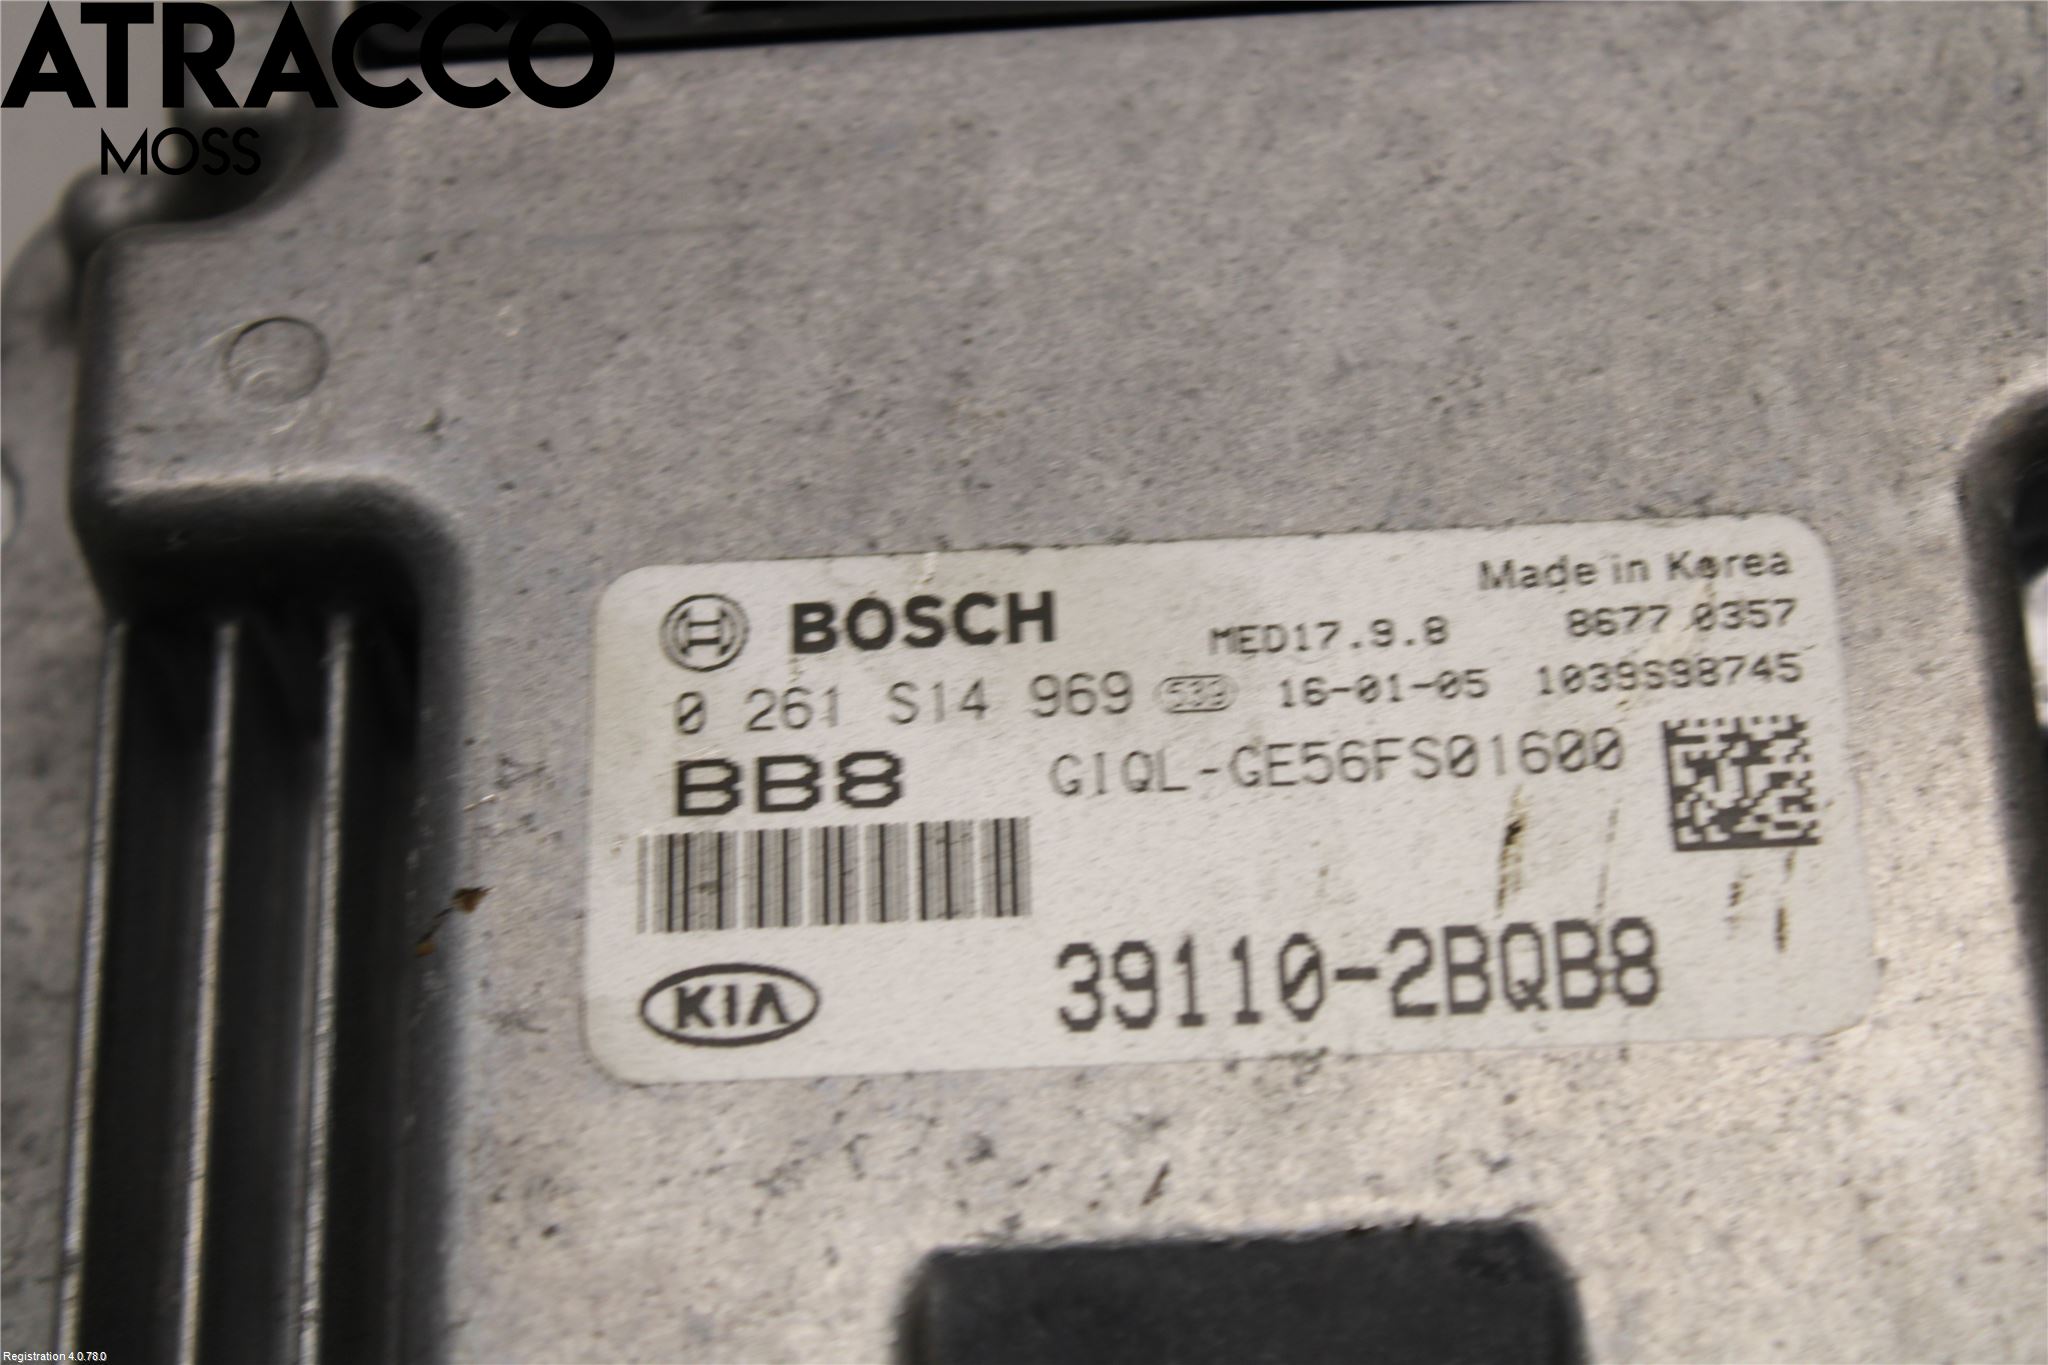 ATRACCO
MOSS
Made in Korea
BOSCH MED17.9.8 8677 0357
0 261 S14 969 539 16-01-05 1039S98745
BB8 GIQL-GE56FS01600
KIA 39110-2BQB8
Registration 4.0.78.0